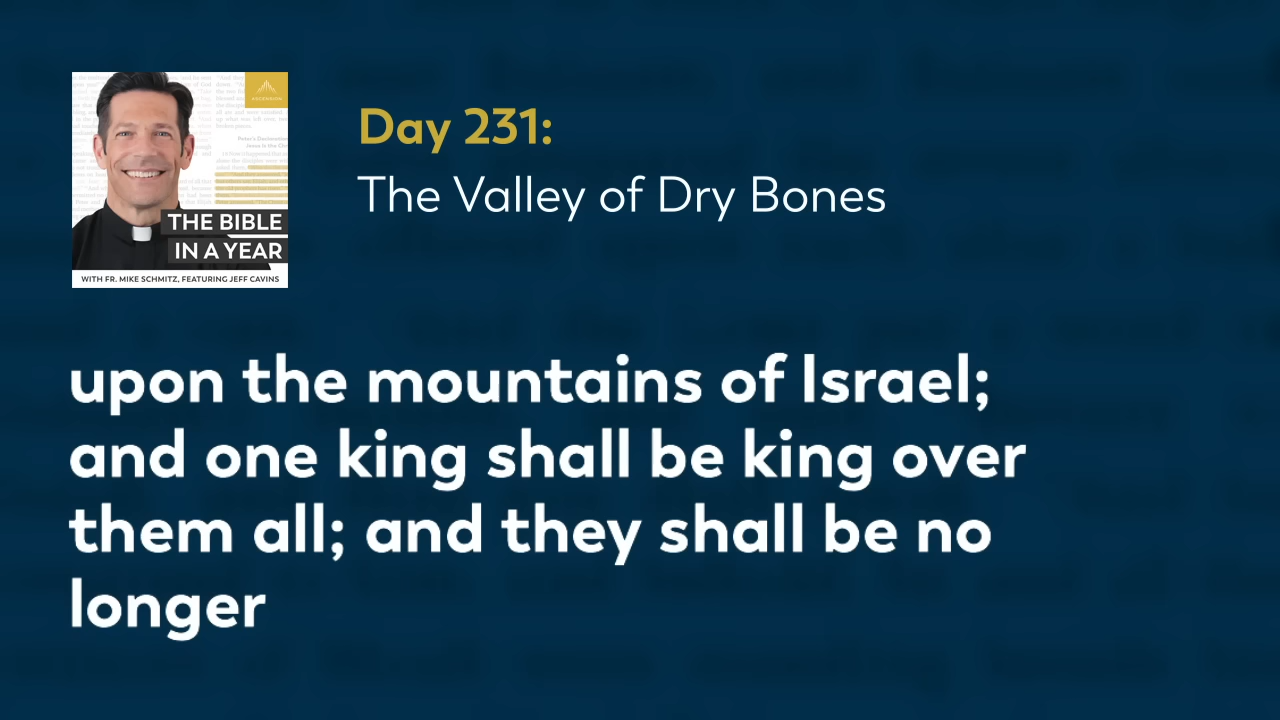 THE BIBLE
IN A YEAR
WITH FR. MIKE SCHMITZ, FEATURING JEFF CAVINS
Day 231:
The Valley of Dry Bones
upon the mountains of Israel;
and one king shall be king over
them all; and they shall be no
longer